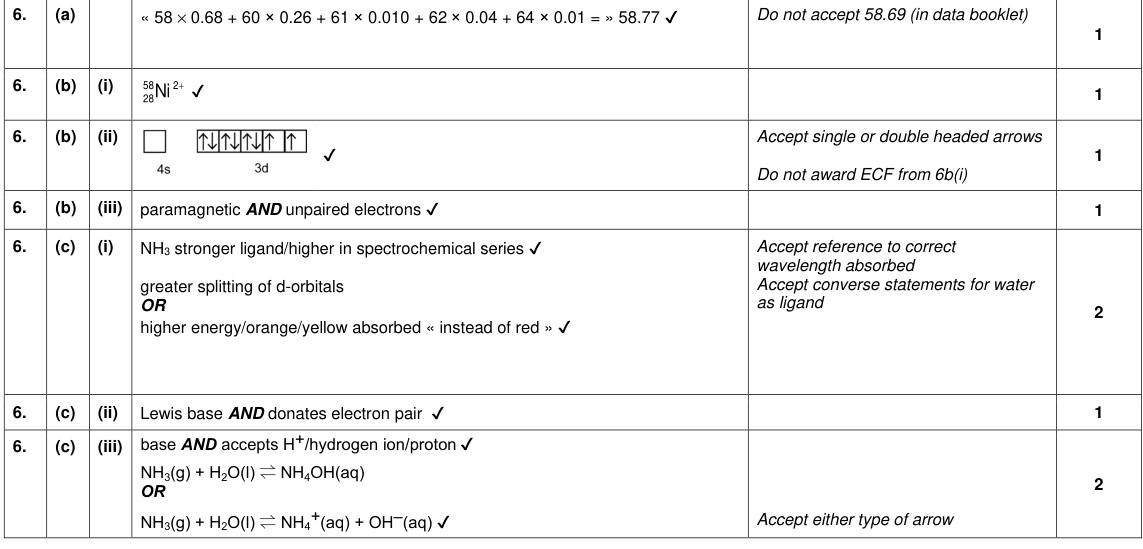 6. (a) « 58 × 0.68 + 60 × 0.26 + 61 × 0.010 + 62 × 0.04 + 64 × 0.01 = » 58.77 ✓ Do not accept 58.69 (in data booklet) 1
6. (b) (i) ⁵⁸₂₈Ni ²⁺ ✓ 1
6. (b) (ii) ↑↓ ↑↓ ↑↓ ↑ ↑ ✓ Accept single or double headed arrows 1
4s 3d
Do not award ECF from 6b(i)
6. (b) (iii) paramagnetic AND unpaired electrons ✓ 1
6. (c) (i) NH₃ stronger ligand/higher in spectrochemical series ✓ Accept reference to correct
wavelength absorbed
greater splitting of d-orbitals Accept converse statements for water
OR as ligand
higher energy/orange/yellow absorbed « instead of red » ✓ 2
6. (c) (ii) Lewis base AND donates electron pair ✓ 1
6. (c) (iii) base AND accepts H⁺/hydrogen ion/proton ✓ 2
NH₃(g) + H₂O(l) ⇌ NH₄OH(aq)
OR
NH₃(g) + H₂O(l) ⇌ NH₄⁺(aq) + OH⁻(aq) ✓ Accept either type of arrow